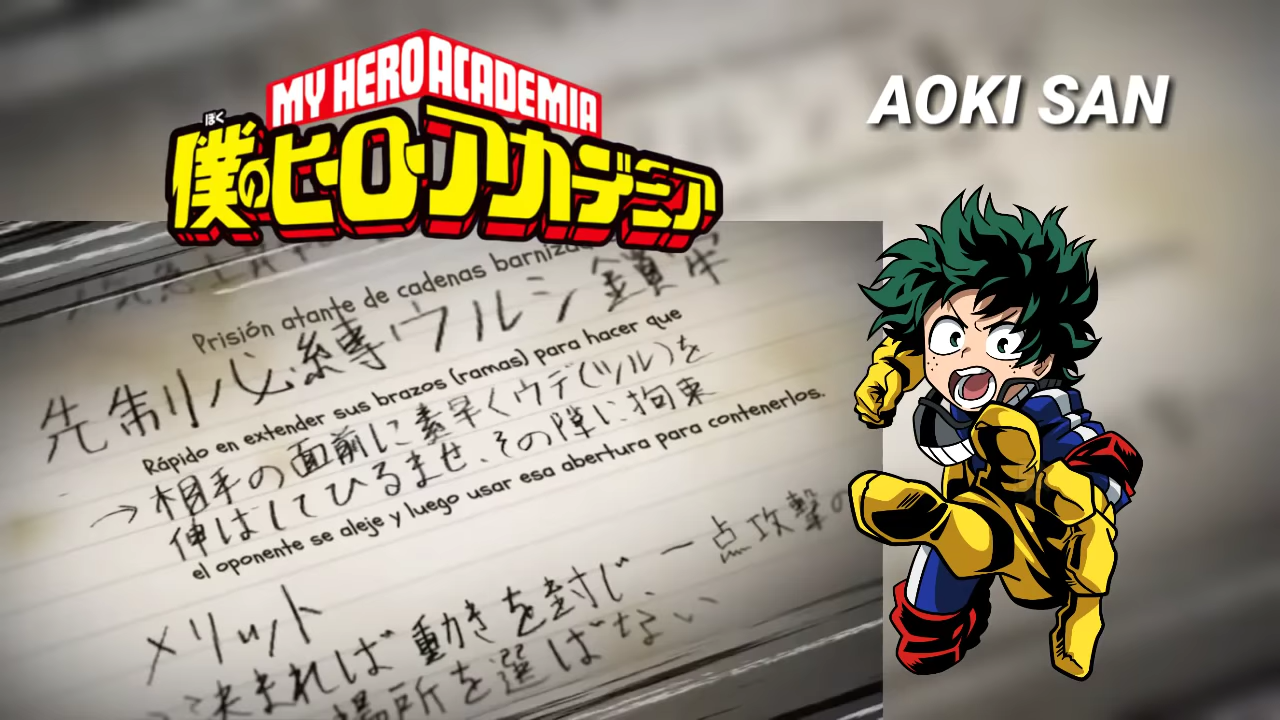 MY HERO ACADEMIA
ぼく
僕のヒーローアカデミア
AOKI SAN
Prisión atante de cadenas barniza
先制必縛ウルシ鎖牢
Rápido en extender sus brazos (ramas) para hacer que
→相手の面前に素早くウデ(ツル)を
伸ばしてひるませ、その隙に拘束
el oponente se aleje y luego usar esa abertura para contenerlos.
メリット
決まれば動きを封じ、一点攻撃の
場所を選ばない